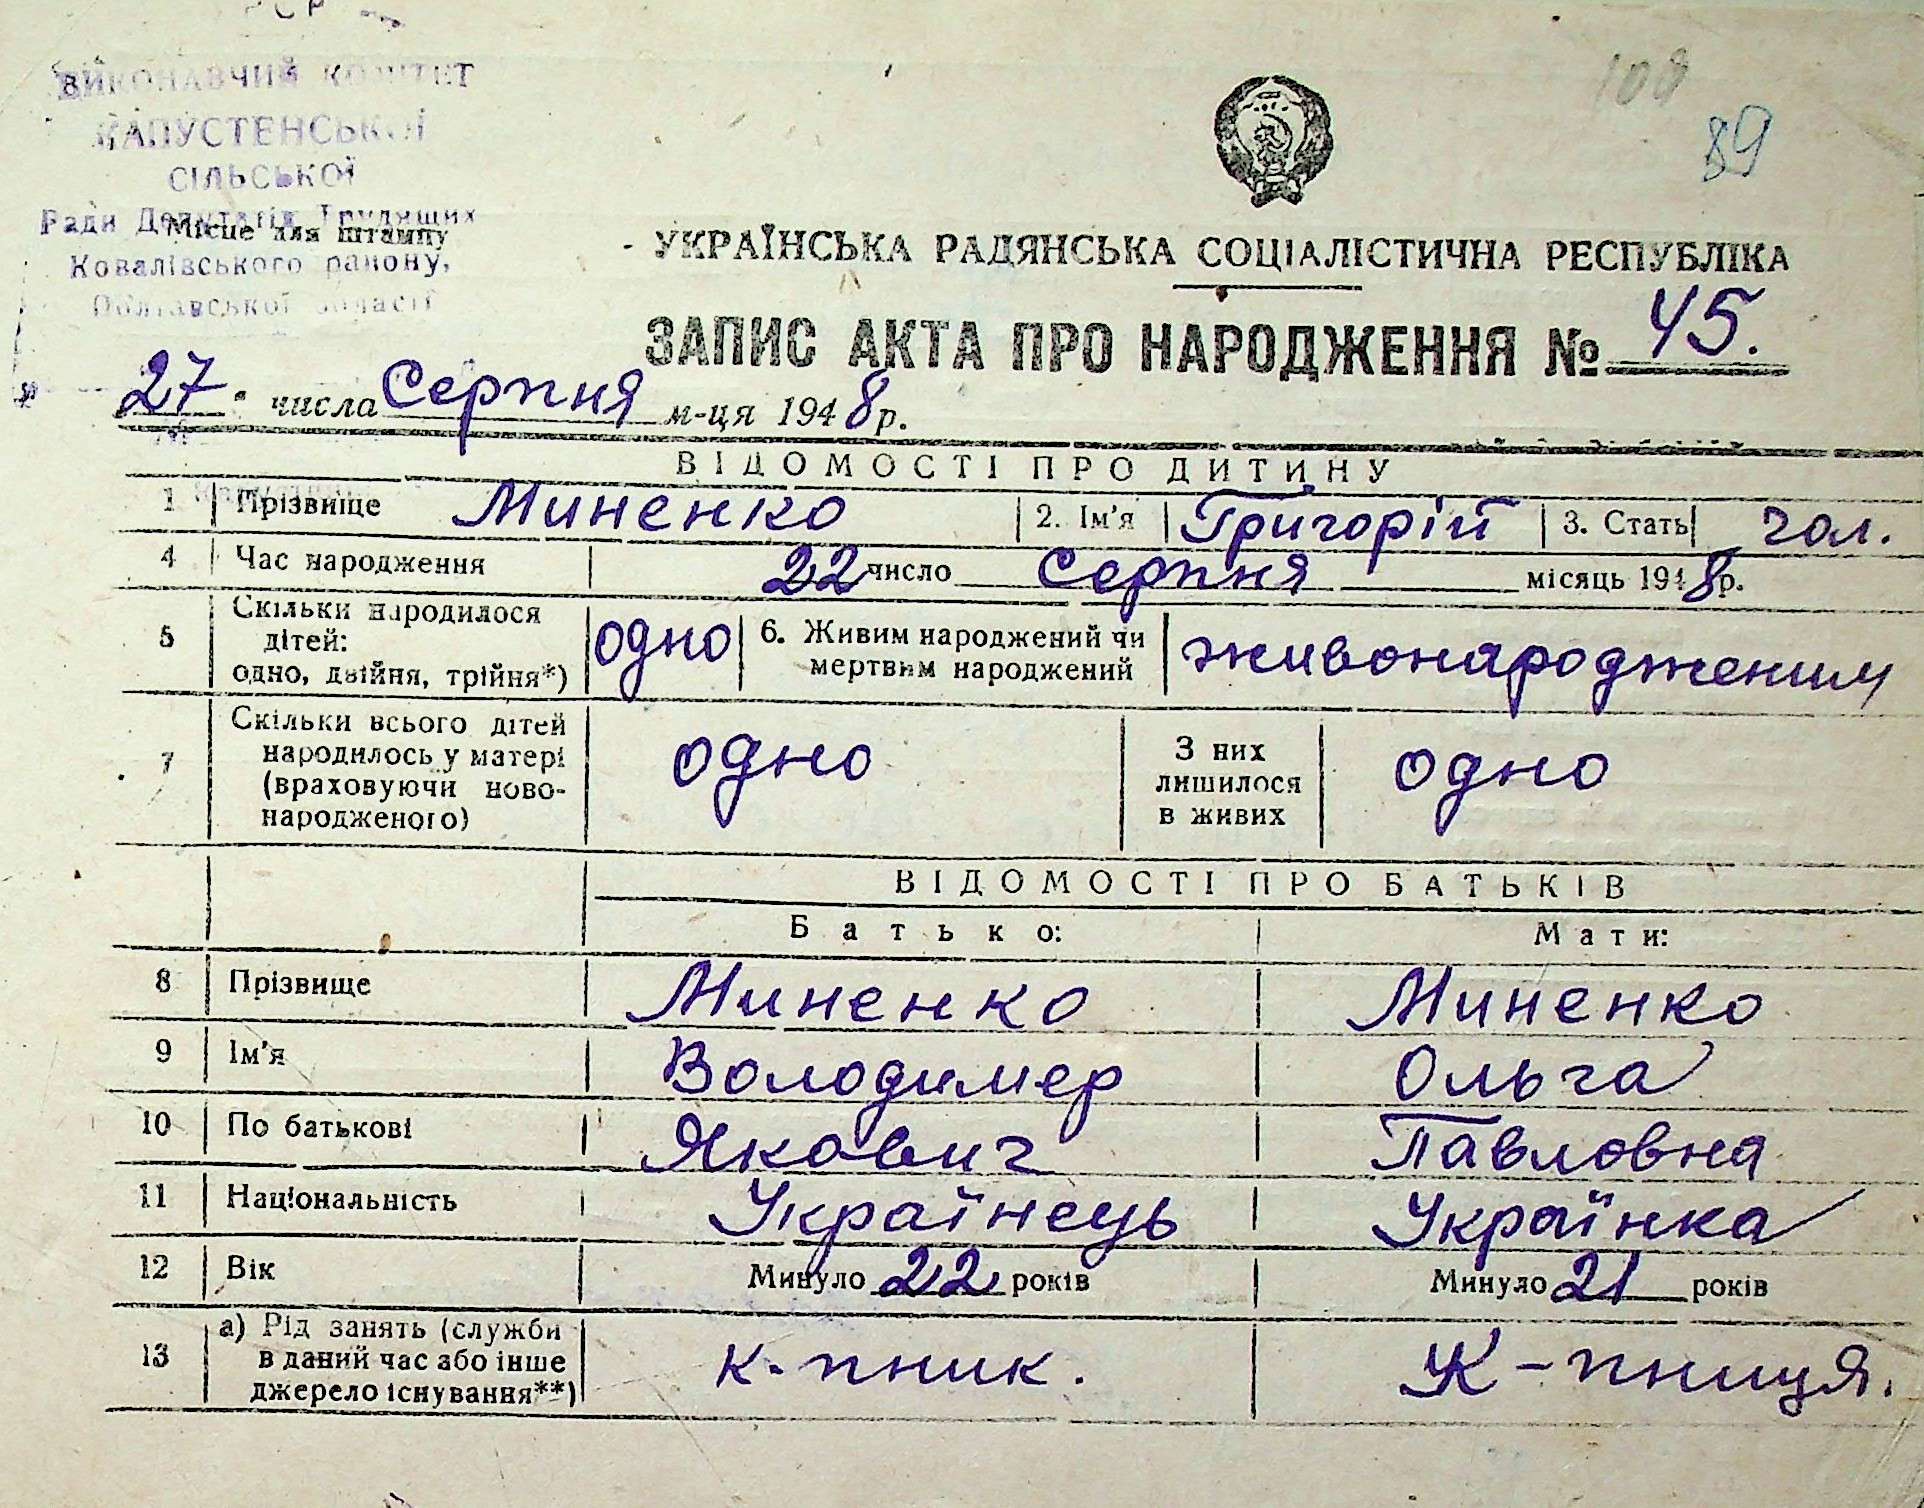 ВИКОНАВЧИЙ КОМІТЕТ
КАПУСТЕНСЬКОЇ
СІЛЬСЬКОЇ
Ради Депутатів Трудящих
Місце для штампу
Ковалівського району,
Полтавської області
108
89
УКРАЇНСЬКА РАДЯНСЬКА СОЦІАЛІСТИЧНА РЕСПУБЛІКА
ЗАПИС АКТА ПРО НАРОДЖЕННЯ № 45.
„27" числа Серпня м-ця 1948 р.
ВІДОМОСТІ ПРО ДИТИНУ
1 Прізвище Миненко 2. Ім'я Григорій 3. Стать чол.
4 Час народження 22 число Серпня місяць 1948 р.
5 Скільки народилося дітей: одно, двійня, трійня*) одно 6. Живим народжений чи мертвим народжений живонародженим
7 Скільки всього дітей народилось у матері (враховуючи ново-народженого) одно З них лишилося в живих одно
ВІДОМОСТІ ПРО БАТЬКІВ
Батько: Мати:
8 Прізвище Миненко Миненко
9 Ім'я Володимер Ольга
10 По батькові Якович Павловна
11 Національність Українець Українка
12 Вік Минуло 22 років Минуло 21 років
13 а) Рід занять (служби в даний час або інше джерело існування**) к-пник. К-пниця.